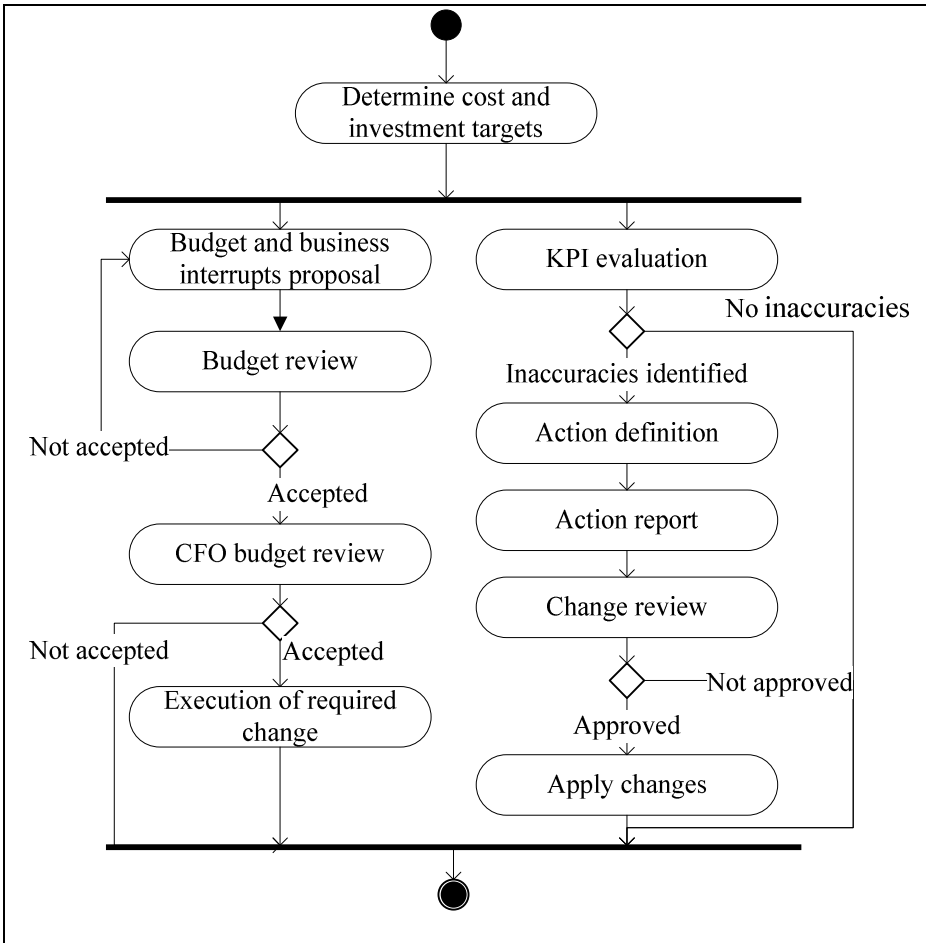 Determine cost and
investment targets
Budget and business
interrupts proposal
Budget review
Not accepted
Accepted
CFO budget review
Not accepted
Accepted
Execution of required
change
KPI evaluation
No inaccuracies
Inaccuracies identified
Action definition
Action report
Change review
Not approved
Approved
Apply changes